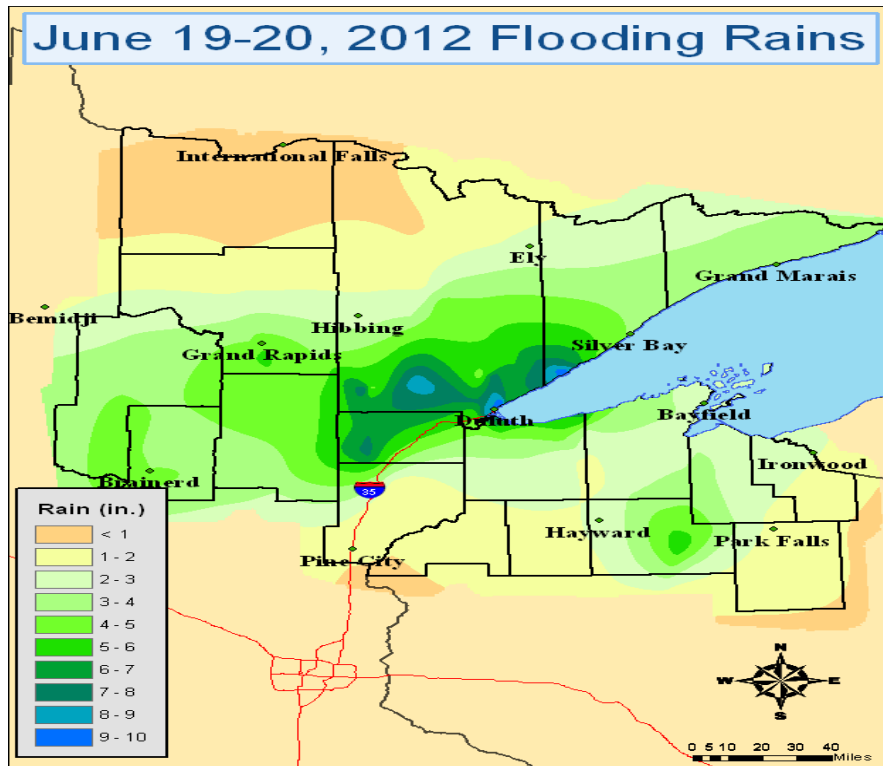 June 19-20, 2012 Flooding Rains
International Falls
Ely
Grand Marais
Bemidji
Hibbing
Silver Bay
Grand Rapids
Duluth
Bayfield
Ironwood
Brainerd
35
Hayward
Park Falls
Pine City
Rain (in.)
< 1
1 - 2
2 - 3
3 - 4
4 - 5
5 - 6
6 - 7
7 - 8
8 - 9
9 - 10
N
W E
S
0 5 10 20 30 40
Miles